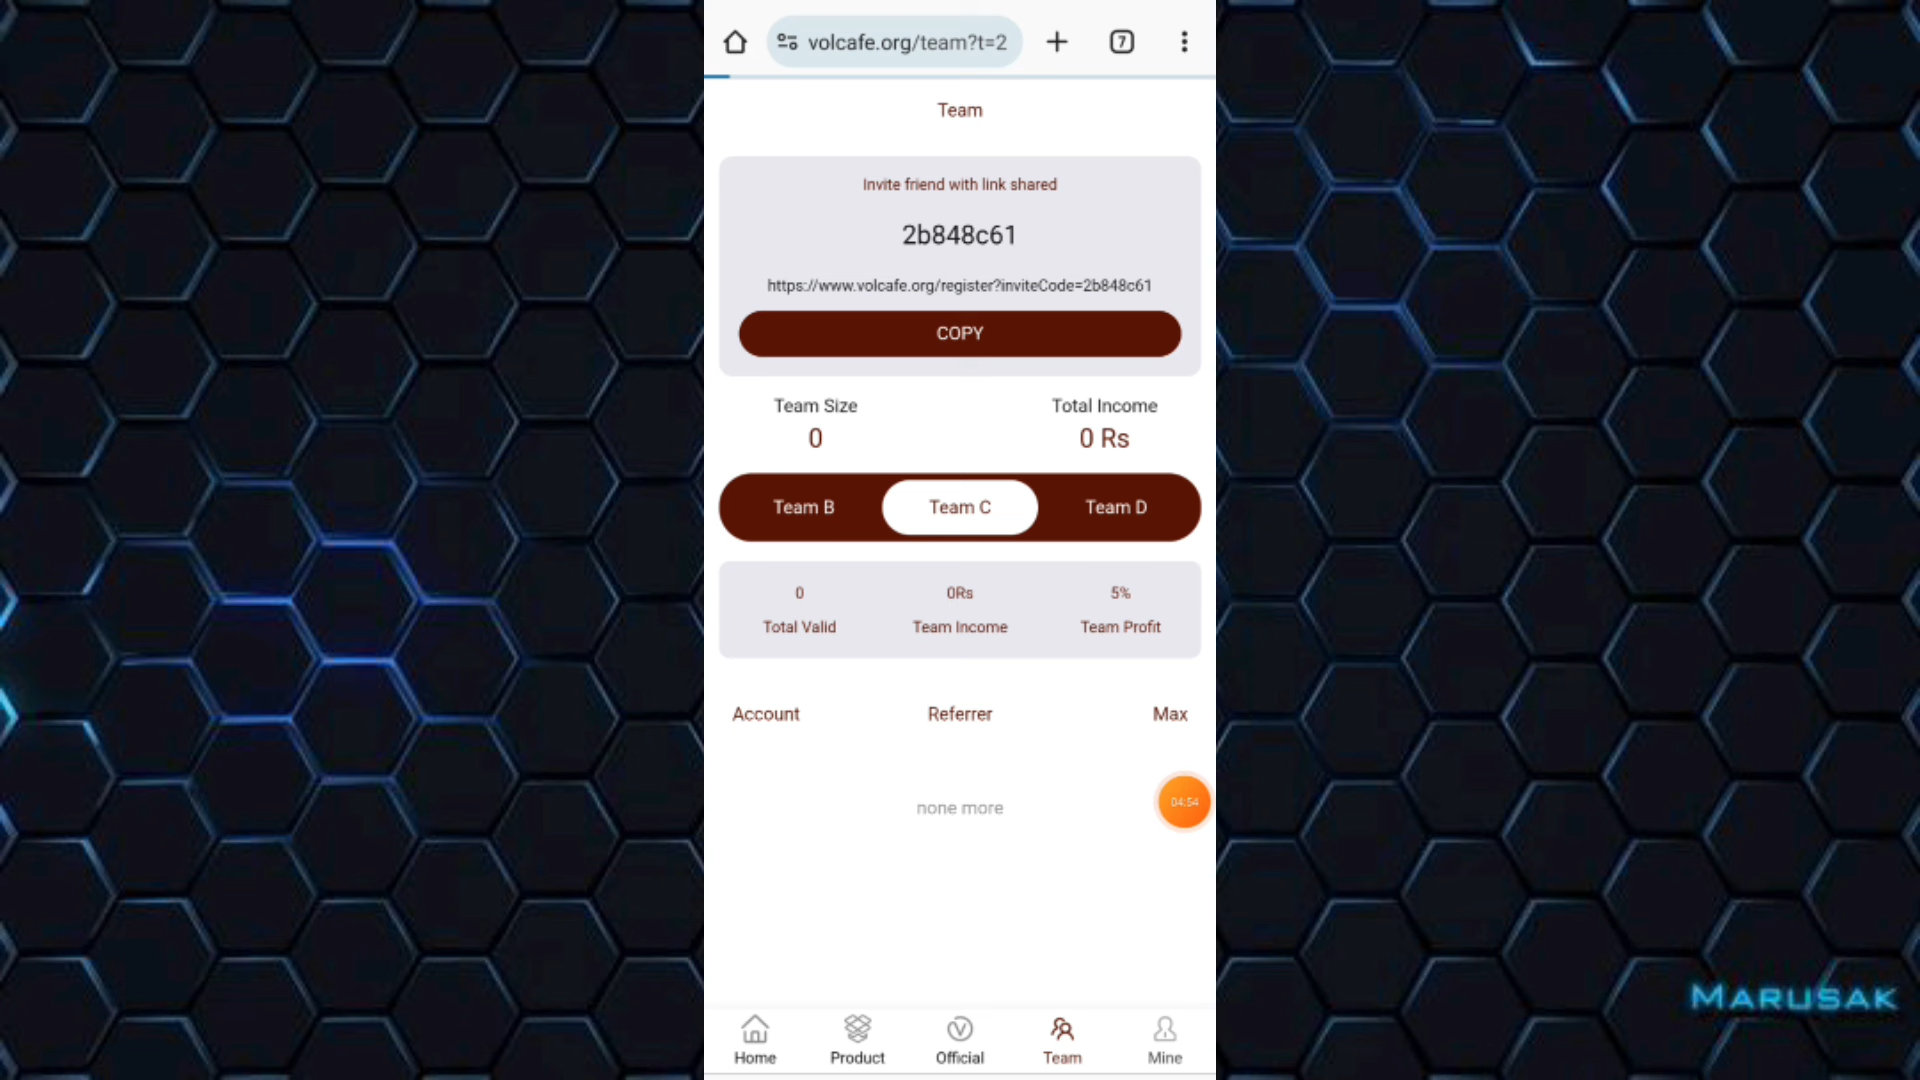 volcafe.org/team?t=2
7
Team
Invite friend with link shared
2b848c61
https://www.volcafe.org/register?inviteCode=2b848c61
COPY
Team Size
Total Income
0
0 Rs
Team B
Team C
Team D
0
0Rs
5%
Total Valid
Team Income
Team Profit
Account
Referrer
Max
none more
04:54
Home
Product
Official
Team
Mine
MARUSAK